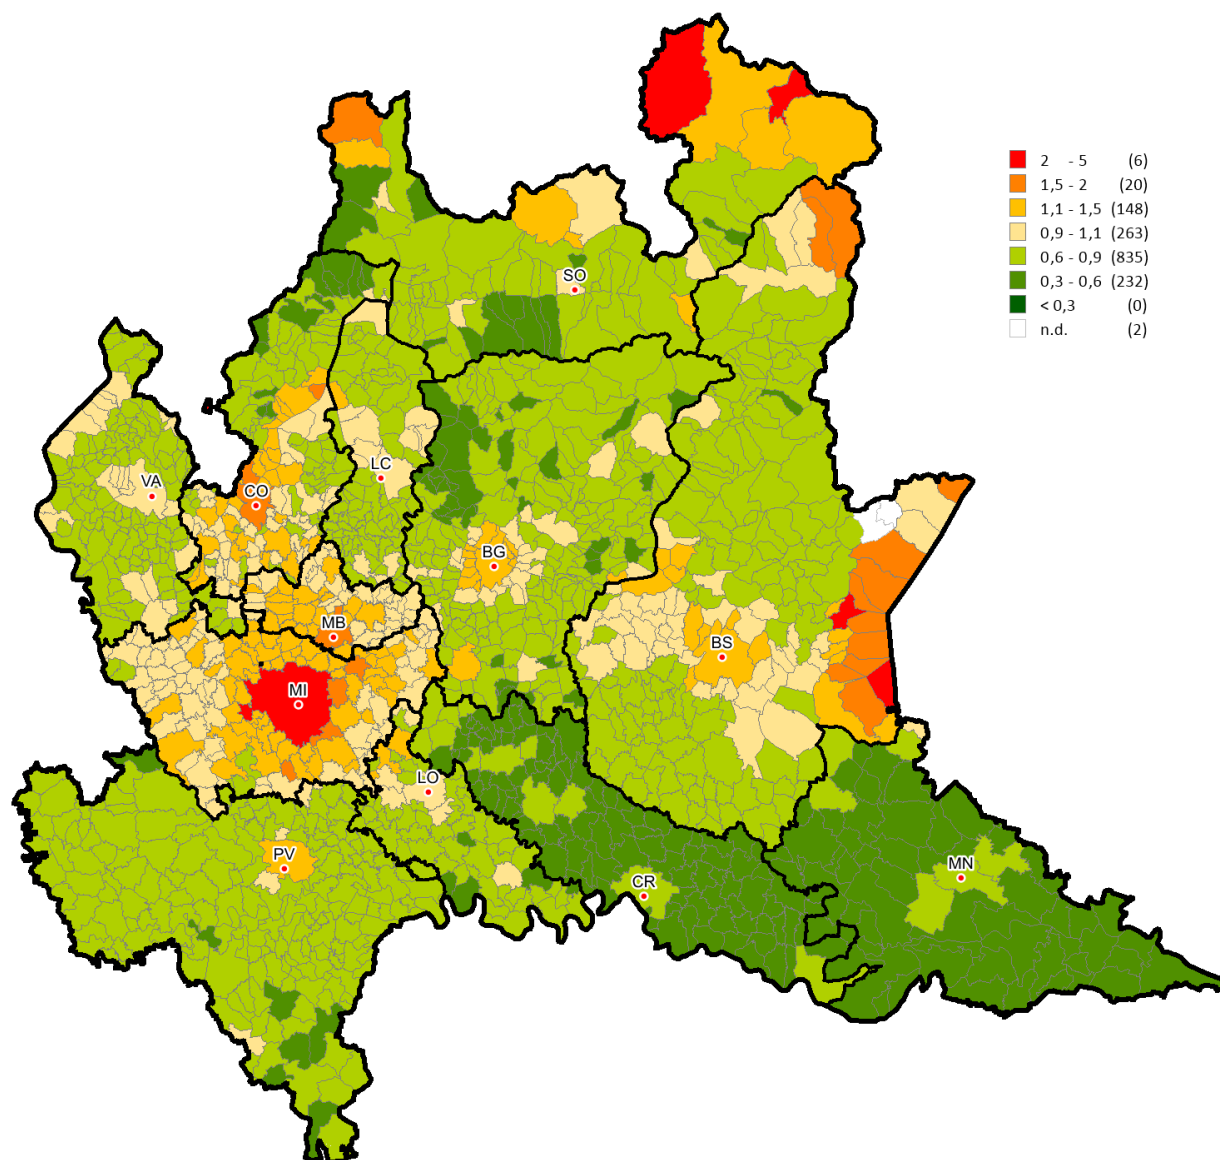 2 - 5 (6)
1,5 - 2 (20)
1,1 - 1,5 (148)
0,9 - 1,1 (263)
0,6 - 0,9 (835)
0,3 - 0,6 (232)
< 0,3 (0)
n.d. (2)
SO
LC
VA
CO
BG
MB
BS
MI
LO
PV
CR
MN